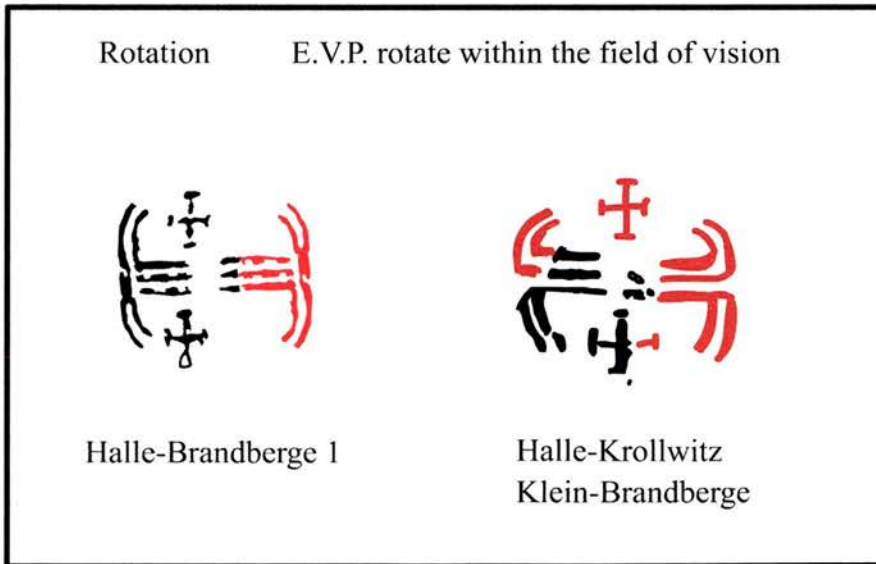 Rotation E.V.P. rotate within the field of vision
Halle-Brandberge 1
Halle-Krollwitz
Klein-Brandberge